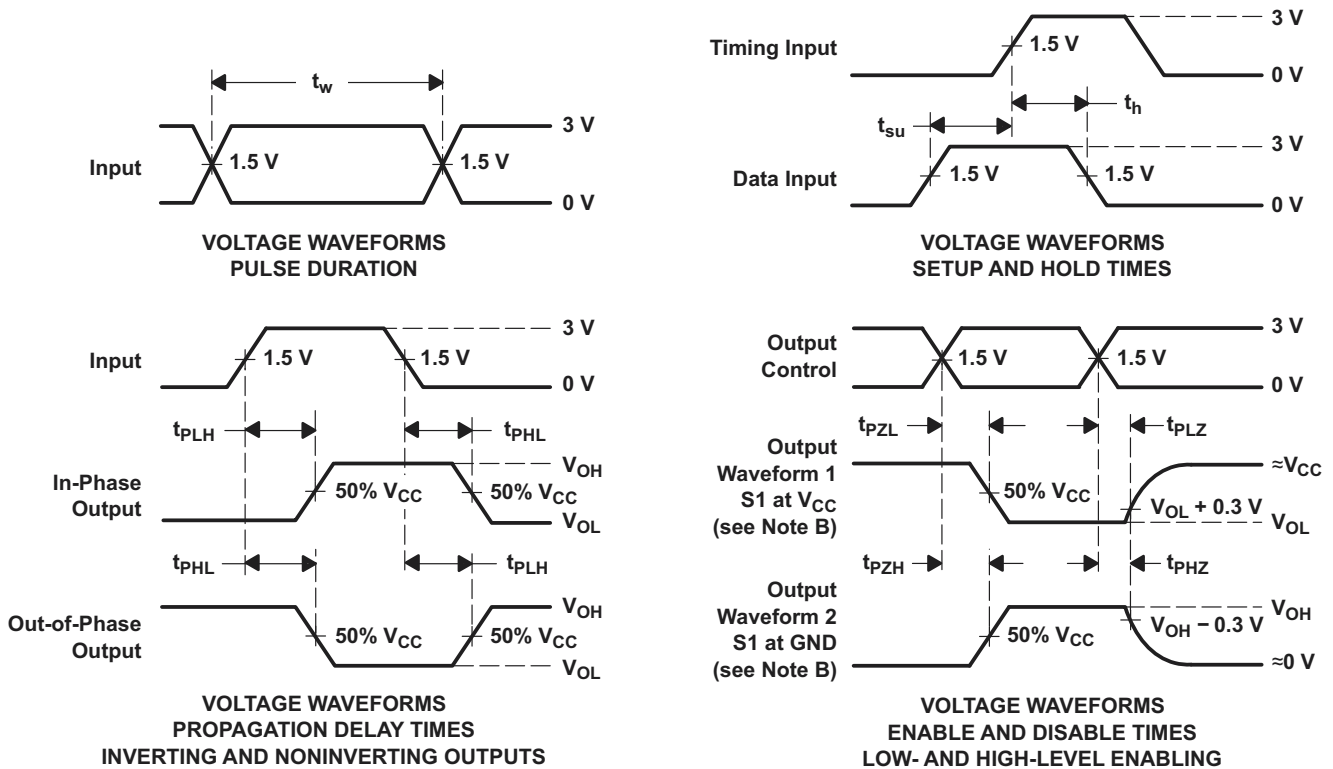 t_w
Input
1.5 V
1.5 V
3 V
0 V
VOLTAGE WAVEFORMS
PULSE DURATION
Timing Input
1.5 V
3 V
0 V
t_su
t_h
Data Input
1.5 V
1.5 V
3 V
0 V
VOLTAGE WAVEFORMS
SETUP AND HOLD TIMES
Input
1.5 V
1.5 V
3 V
0 V
t_PLH
t_PHL
In-Phase
Output
50% V_CC
50% V_CC
V_OH
V_OL
t_PHL
t_PLH
Out-of-Phase
Output
50% V_CC
50% V_CC
V_OH
V_OL
VOLTAGE WAVEFORMS
PROPAGATION DELAY TIMES
INVERTING AND NONINVERTING OUTPUTS
Output
Control
1.5 V
1.5 V
3 V
0 V
t_PZL
t_PLZ
Output
Waveform 1
S1 at V_CC
(see Note B)
50% V_CC
V_OL + 0.3 V
≈V_CC
V_OL
t_PZH
t_PHZ
Output
Waveform 2
S1 at GND
(see Note B)
50% V_CC
V_OH − 0.3 V
V_OH
≈0 V
VOLTAGE WAVEFORMS
ENABLE AND DISABLE TIMES
LOW- AND HIGH-LEVEL ENABLING